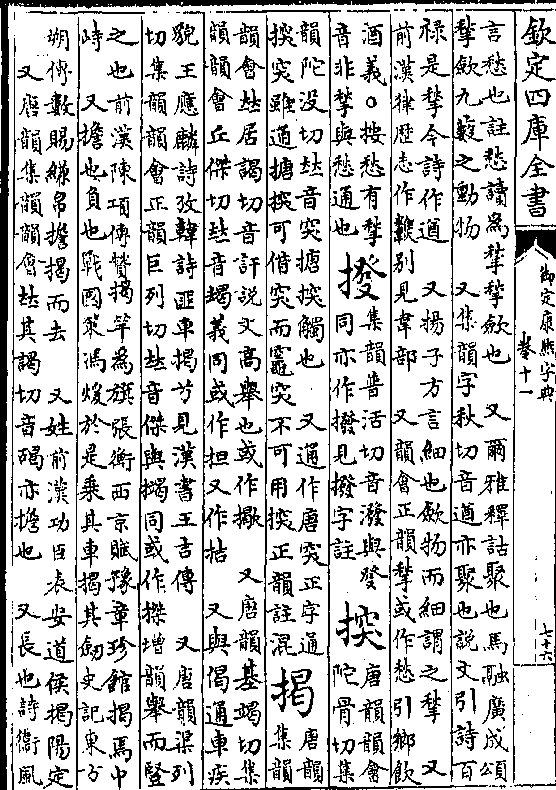 欽定四庫全書
御定康熙字典
卷十一
七十六
言愁也註愁讀為揫揫斂也 又爾雅釋詁聚也馬融廣成頌
揫斂九藪之動物 又集韻字秋切音遒亦聚也說文引詩百
祿是揫今詩作遒 又揚子方言細也斂物而細謂之揫 又
前漢律歷志作 別見韋部 又韻會正韻揫或作愁引鄉飲
酒義○按愁有揫
音非揫與愁通也
撥
集韻普活切音潑與癹
同亦作撥見撥字註
揬
唐韻韻會
陀骨切集
韻陀没切𠀤音突搪揬觸也 又通作唐突正字通
揬突雖通搪揬可偕突而竈突不可用揬正韻註混
揭
唐韻
集韻
韻會𠀤居謁切音訐說文高舉也或作撖 又唐韻基竭切集
韻韻會丘傑切𠀤音朅義同或作担又作拮 又與偈通車疾
貌王應麟詩攷韓詩匪車揭兮見漢書王吉傳 又唐韻渠列
切集韻韻會正韻巨列切𠀤音傑與揭同或作搩增韻舉而豎
之也前漢陳項傳贊揭竿為旗張衡西京賦豫章珍館揭焉中
峙 又擔也負也戰國策馮煖於是乘其車揭其劒史記東方
朔傳數賜縑帛擔揭而去 又姓前漢功臣表安道侯揭陽定
又唐韻集韻韻會𠀤其謁切音碣亦擔也 又長也詩衛風